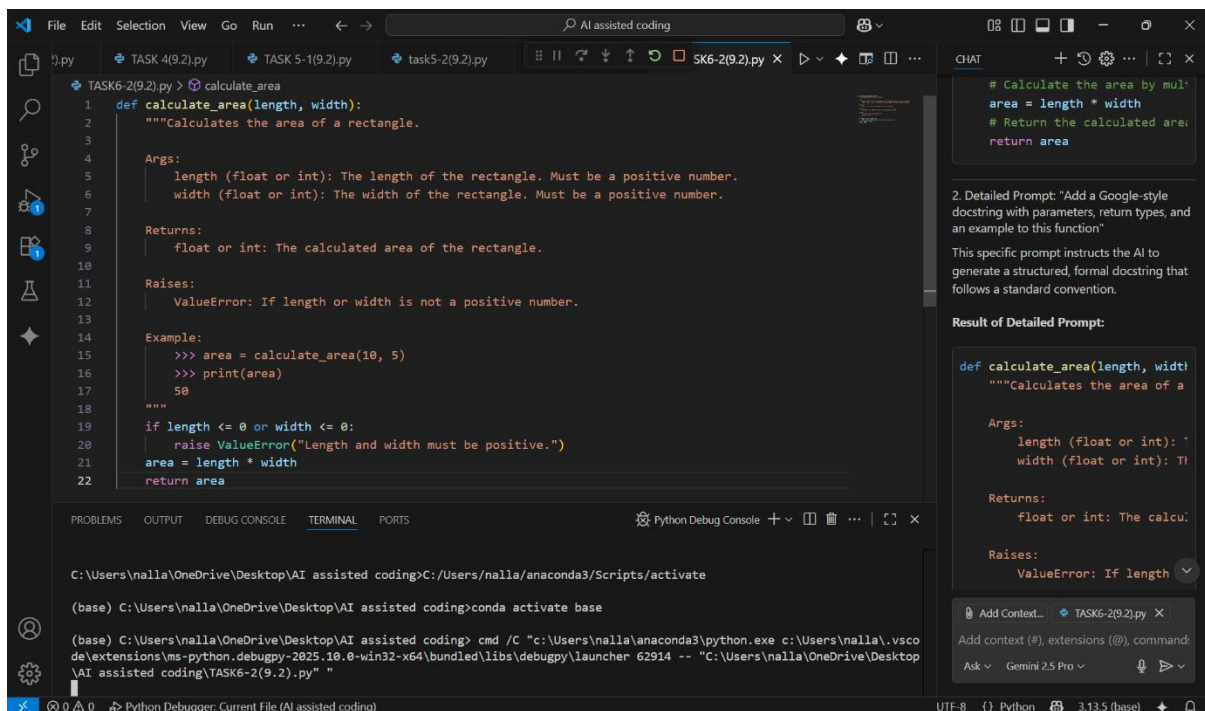 File Edit Selection View Go Run ··· ← → AI assisted coding
).py TASK 4(9.2).py TASK 5-1(9.2).py task5-2(9.2).py SK6-2(9.2).py ×
TASK6-2(9.2).py > calculate_area
1 def calculate_area(length, width):
2 """Calculates the area of a rectangle.
3
4 Args:
5 length (float or int): The length of the rectangle. Must be a positive number.
6 width (float or int): The width of the rectangle. Must be a positive number.
7
8 Returns:
9 float or int: The calculated area of the rectangle.
10
11 Raises:
12 ValueError: If length or width is not a positive number.
13
14 Example:
15 >>> area = calculate_area(10, 5)
16 >>> print(area)
17 50
18 """
19 if length <= 0 or width <= 0:
20 raise ValueError("Length and width must be positive.")
21 area = length * width
22 return area
PROBLEMS OUTPUT DEBUG CONSOLE TERMINAL PORTS Python Debug Console
C:\Users\nalla\OneDrive\Desktop\AI assisted coding>C:/Users/nalla/anaconda3/Scripts/activate
(base) C:\Users\nalla\OneDrive\Desktop\AI assisted coding>conda activate base
(base) C:\Users\nalla\OneDrive\Desktop\AI assisted coding> cmd /C "c:\Users\nalla\anaconda3\python.exe c:\Users\nalla\.vsco
de\extensions\ms-python.debugpy-2025.10.0-win32-x64\bundled\libs\debugpy\launcher 62914 -- "C:\Users\nalla\OneDrive\Desktop
\AI assisted coding\TASK6-2(9.2).py" "
CHAT
# Calculate the area by mul
area = length * width
# Return the calculated area
return area
2. Detailed Prompt: "Add a Google-style
docstring with parameters, return types, and
an example to this function"
This specific prompt instructs the AI to
generate a structured, formal docstring that
follows a standard convention.
Result of Detailed Prompt:
def calculate_area(length, width
"""Calculates the area of a
Args:
length (float or int):
width (float or int): Th
Returns:
float or int: The calcul
Raises:
ValueError: If length
Add Context... TASK6-2(9.2).py ×
Add context (#), extensions (@), commands
Ask Gemini 2.5 Pro
1
1
0 0 Python Debugger: Current File (AI assisted coding) UTF-8 {} Python 3.13.5 (base)